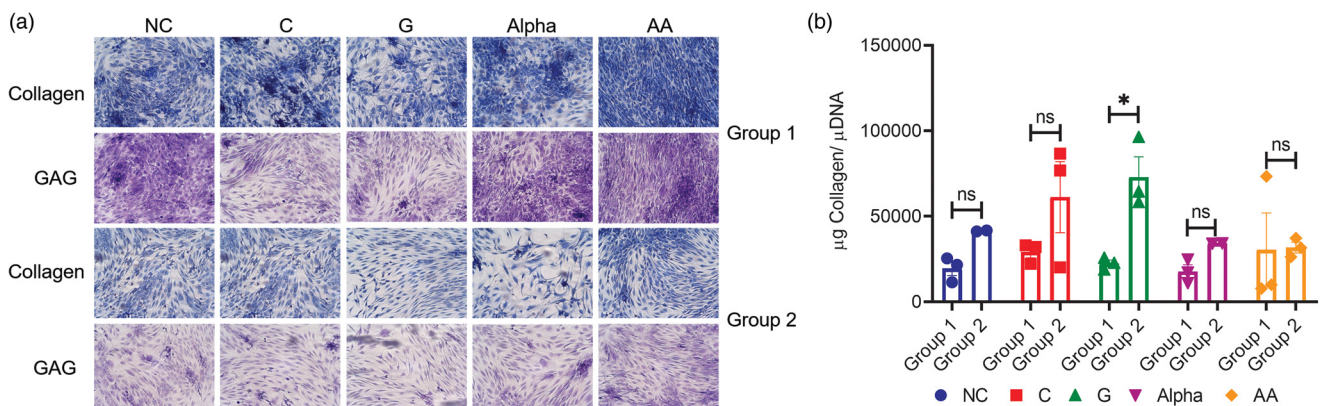 (a)
NC C G Alpha AA
Collagen
Group 1
GAG
Collagen
Group 2
GAG
(b)
µg Collagen/ µDNA
150000
100000
50000
0
ns
ns
*
ns
ns
Group 1 Group 2 Group 1 Group 2 Group 1 Group 2 Group 1 Group 2 Group 1 Group 2
NC C G Alpha AA